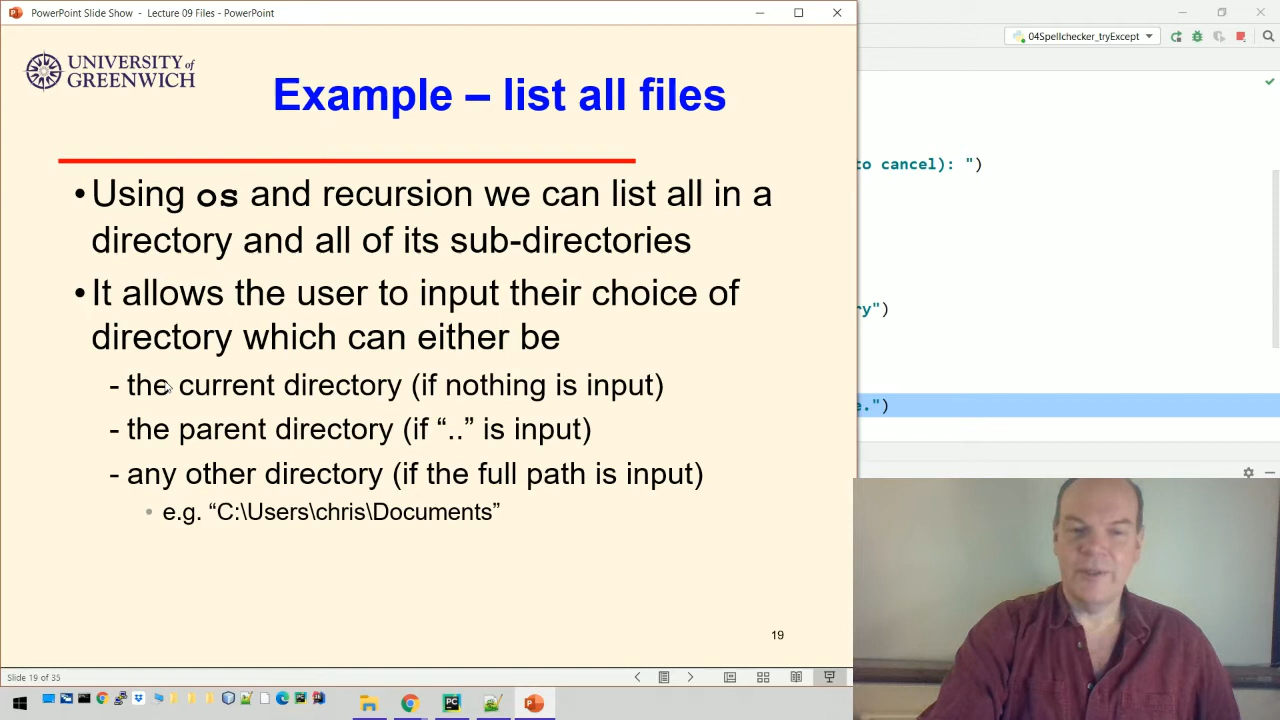 PowerPoint Slide Show - Lecture 09 Files - PowerPoint
04Spellchecker_tryExcept
UNIVERSITY of
GREENWICH
Example – list all files
to cancel): ")
•Using os and recursion we can list all in a
directory and all of its sub-directories
•It allows the user to input their choice of
ry")
directory which can either be
- the current directory (if nothing is input)
e.")
- the parent directory (if “..” is input)
- any other directory (if the full path is input)
• e.g. “C:\Users\chris\Documents”
19
Slide 19 of 35